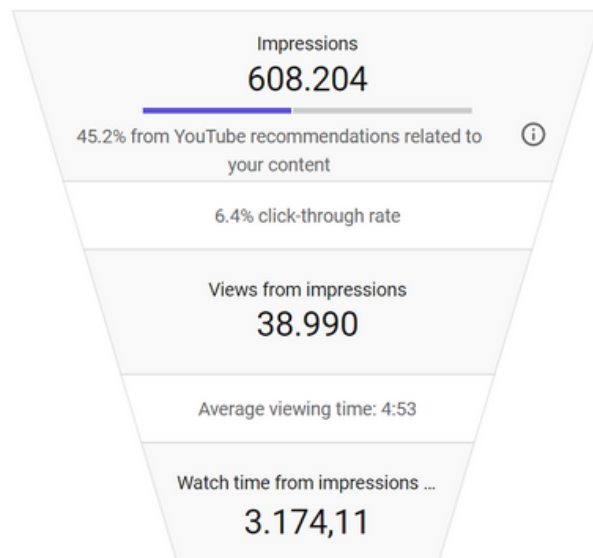 Impressions
608.204
45.2% from YouTube recommendations related to
your content
6.4% click-through rate
Views from impressions
38.990
Average viewing time: 4:53
Watch time from impressions ...
3.174,11